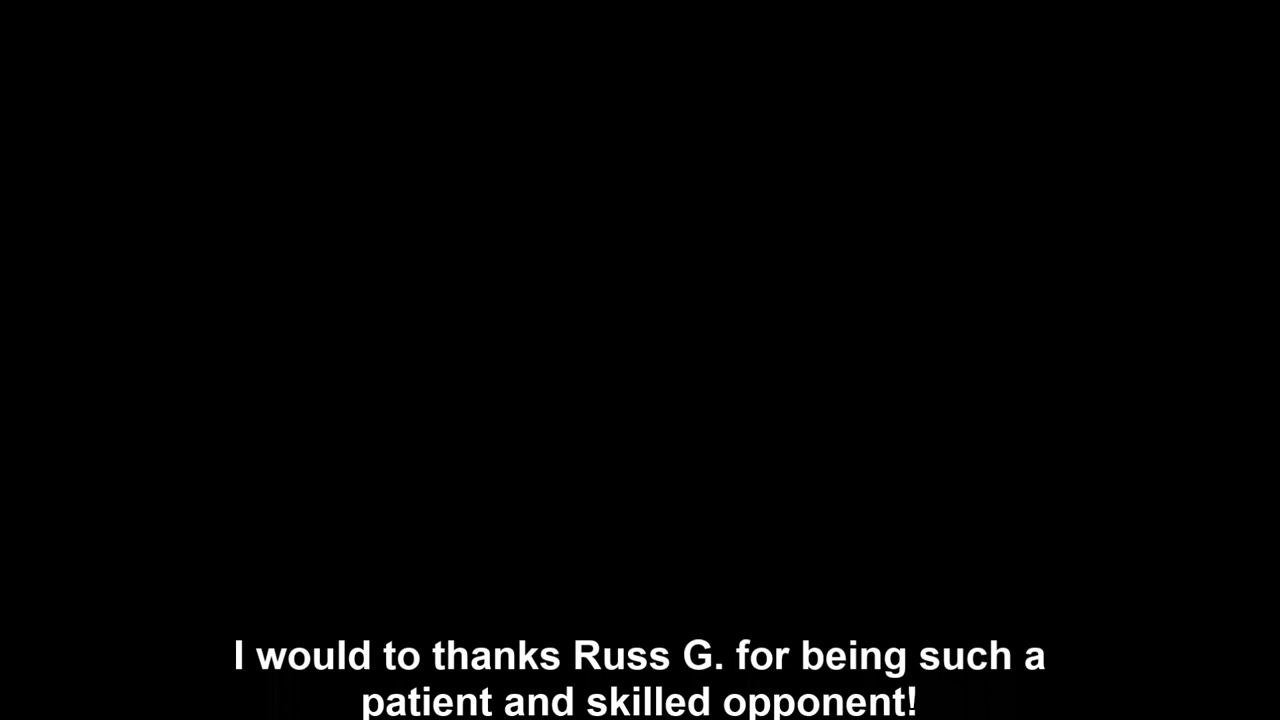 I would to thanks Russ G. for being such a
patient and skilled opponent!